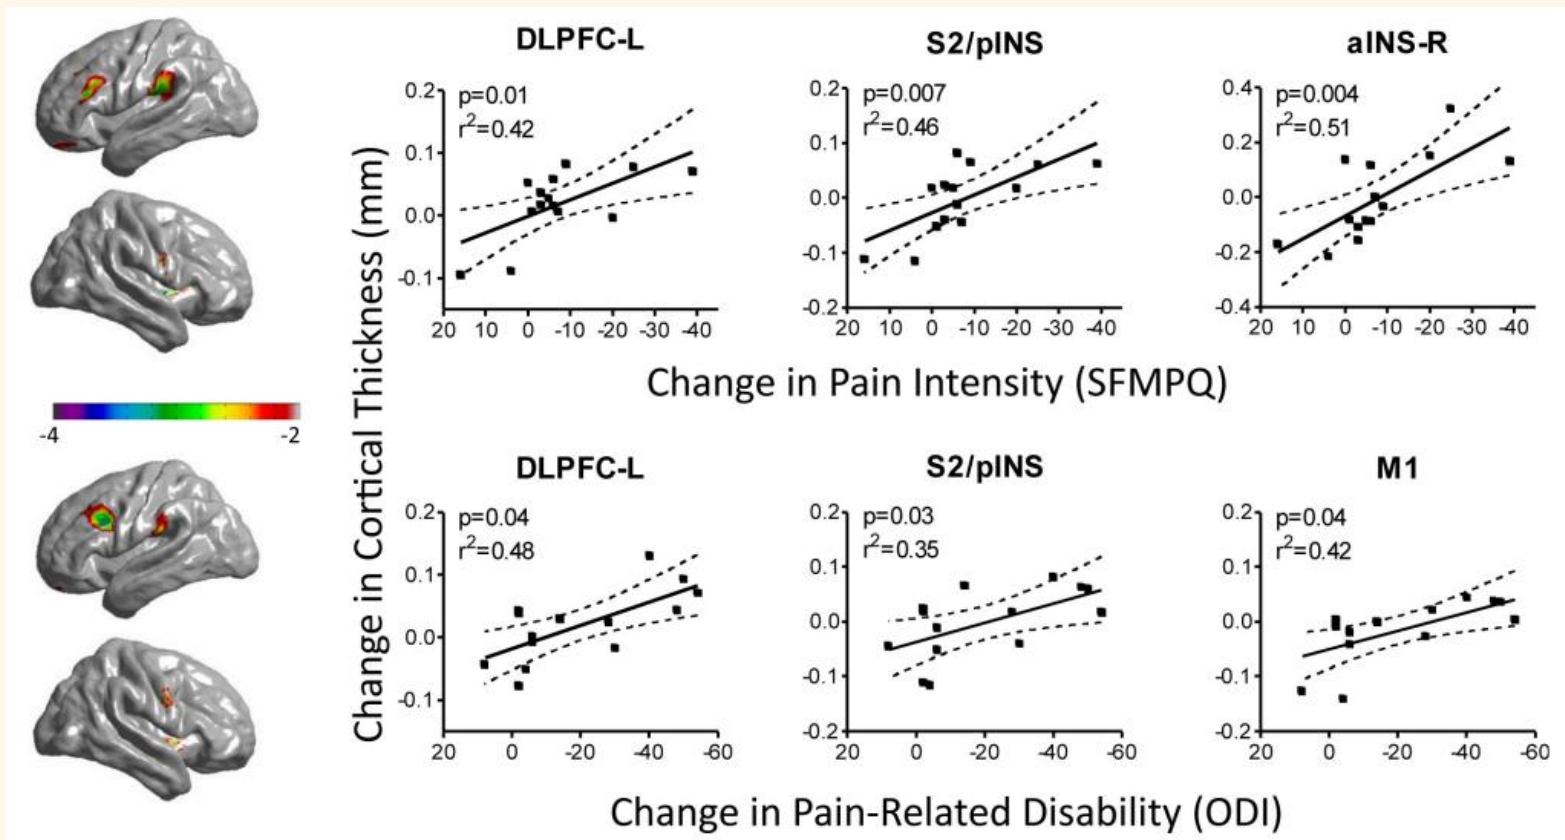 DLPFC-L
p=0.01
r²=0.42
0.2
0.1
0.0
-0.1
20 10 0 -10 -20 -30 -40
S2/pINS
p=0.007
r²=0.46
0.2
0.1
0.0
-0.1
-0.2
20 10 0 -10 -20 -30 -40
aINS-R
p=0.004
r²=0.51
0.4
0.2
0.0
-0.2
-0.4
20 10 0 -10 -20 -30 -40
Change in Cortical Thickness (mm)
Change in Pain Intensity (SFMPQ)
-4 -2
DLPFC-L
p=0.04
r²=0.48
0.2
0.1
0.0
-0.1
20 0 -20 -40 -60
S2/pINS
p=0.03
r²=0.35
0.2
0.1
0.0
-0.1
-0.2
20 0 -20 -40 -60
M1
p=0.04
r²=0.42
0.2
0.1
0.0
-0.1
-0.2
20 0 -20 -40 -60
Change in Pain-Related Disability (ODI)